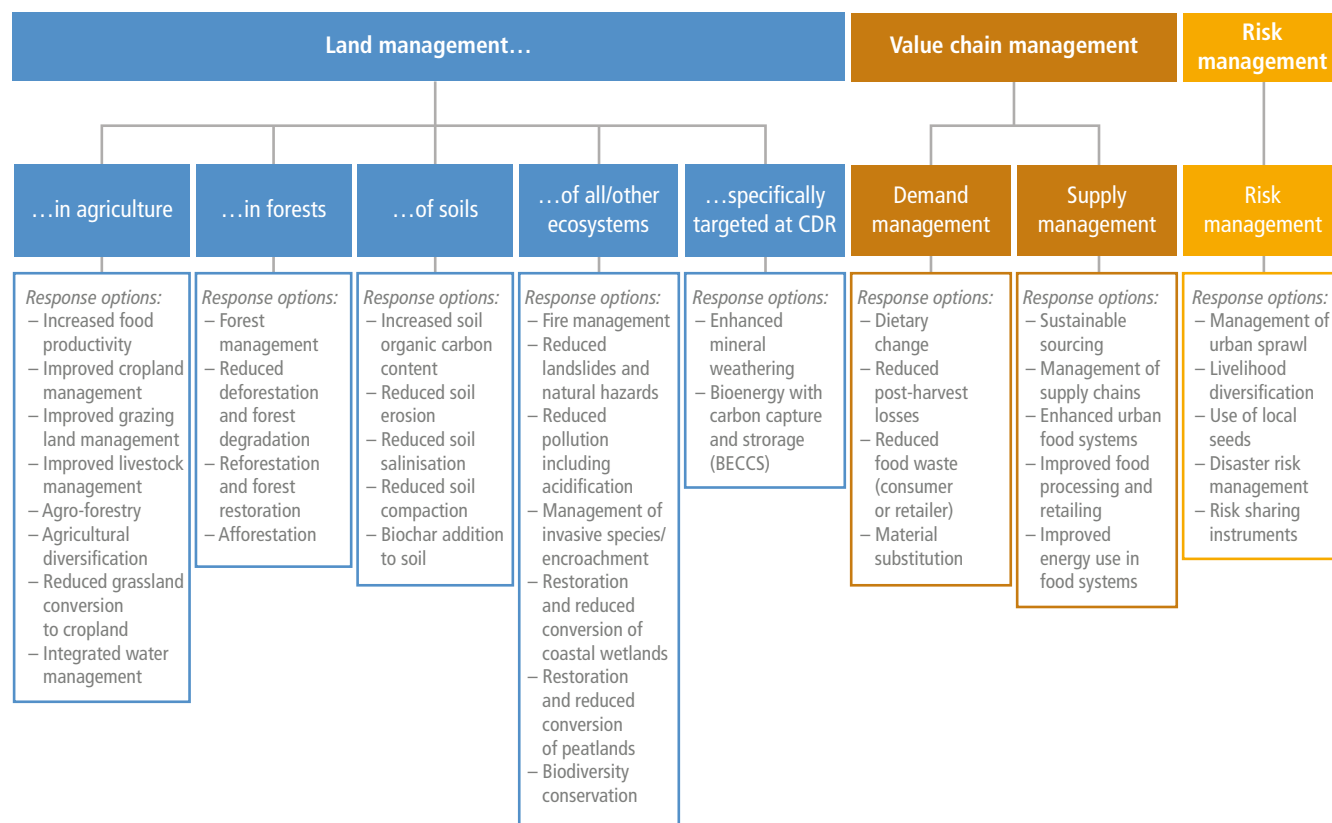 Land management…
Value chain management
Risk
management
…in agriculture
…in forests
…of soils
…of all/other
ecosystems
…specifically
targeted at CDR
Demand
management
Supply
management
Risk
management
Response options:
– Increased food
productivity
– Improved cropland
management
– Improved grazing
land management
– Improved livestock
management
– Agro-forestry
– Agricultural
diversification
– Reduced grassland
conversion
to cropland
– Integrated water
management
Response options:
– Forest
management
– Reduced
deforestation
and forest
degradation
– Reforestation
and forest
restoration
– Afforestation
Response options:
– Increased soil
organic carbon
content
– Reduced soil
erosion
– Reduced soil
salinisation
– Reduced soil
compaction
– Biochar addition
to soil
Response options:
– Fire management
– Reduced
landslides and
natural hazards
– Reduced
pollution
including
acidification
– Management of
invasive species/
encroachment
– Restoration
and reduced
conversion of
coastal wetlands
– Restoration
and reduced
conversion
of peatlands
– Biodiversity
conservation
Response options:
– Enhanced
mineral
weathering
– Bioenergy with
carbon capture
and strorage
(BECCS)
Response options:
– Dietary
change
– Reduced
post-harvest
losses
– Reduced
food waste
(consumer
or retailer)
– Material
substitution
Response options:
– Sustainable
sourcing
– Management of
supply chains
– Enhanced urban
food systems
– Improved food
processing and
retailing
– Improved
energy use in
food systems
Response options:
– Management of
urban sprawl
– Livelihood
diversification
– Use of local
seeds
– Disaster risk
management
– Risk sharing
instruments